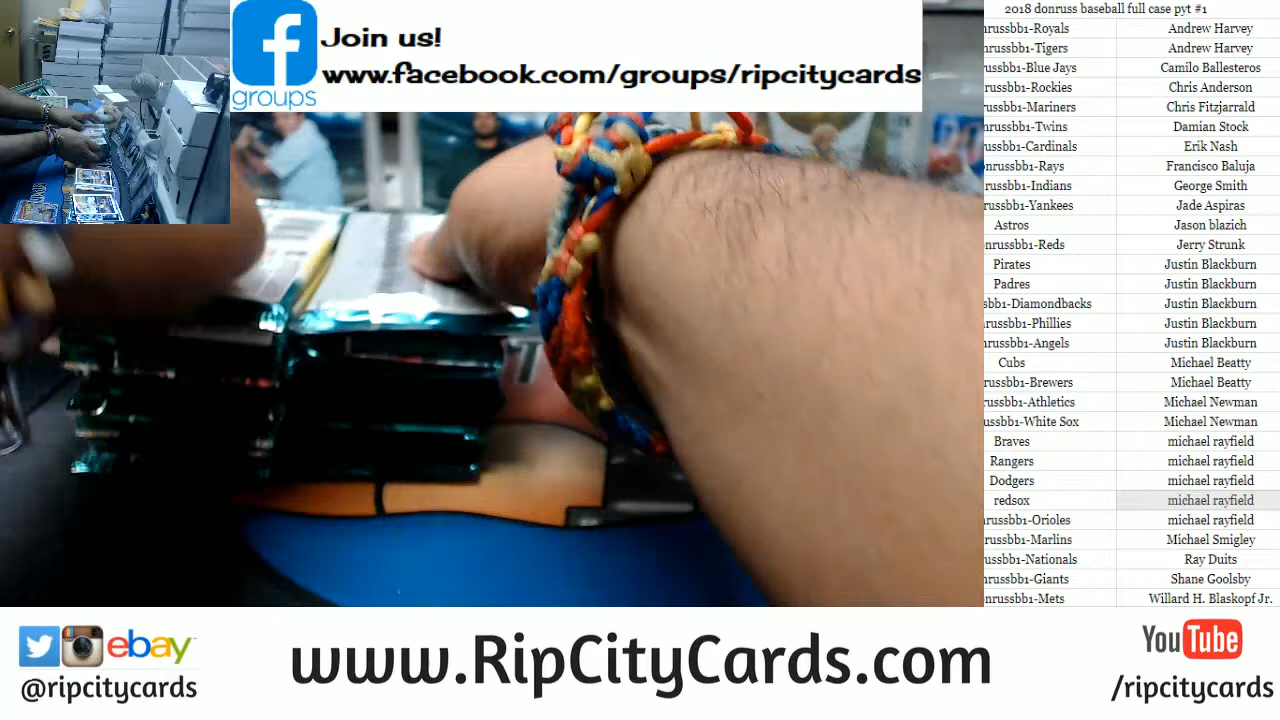 Join us!
www.facebook.com/groups/ripcitycards
groups
2018 donruss baseball full case pyt #1
nrussbb1-Royals Andrew Harvey
nrussbb1-Tigers Andrew Harvey
russbb1-Blue Jays Camilo Ballesteros
nrussbb1-Rockies Chris Anderson
nrussbb1-Mariners Chris Fitzjarrald
nrussbb1-Twins Damian Stock
russbb1-Cardinals Erik Nash
onrussbb1-Rays Francisco Baluja
nrussbb1-Indians George Smith
russbb1-Yankees Jade Aspiras
Astros Jason blazich
onrussbb1-Reds Jerry Strunk
Pirates Justin Blackburn
Padres Justin Blackburn
sbb1-Diamondbacks Justin Blackburn
nrussbb1-Phillies Justin Blackburn
nrussbb1-Angels Justin Blackburn
Cubs Michael Beatty
russbb1-Brewers Michael Beatty
russbb1-Athletics Michael Newman
ussbb1-White Sox Michael Newman
Braves michael rayfield
Rangers michael rayfield
Dodgers michael rayfield
redsox michael rayfield
nrussbb1-Orioles michael rayfield
russbb1-Marlins Michael Smigley
russbb1-Nationals Ray Duits
nrussbb1-Giants Shane Goolsby
onrussbb1-Mets Willard H. Blaskopf Jr.
ebay
@ripcitycards
www.RipCityCards.com
YouTube
/ripcitycards